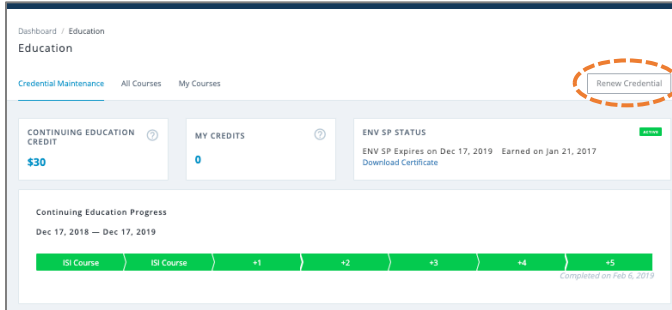 Dashboard / Education
Education
Credential Maintenance All Courses My Courses
Renew Credential
CONTINUING EDUCATION CREDIT ?
$30
MY CREDITS ?
0
ENV SP STATUS ACTIVE
ENV SP Expires on Dec 17, 2019 Earned on Jan 21, 2017
Download Certificate
Continuing Education Progress
Dec 17, 2018 — Dec 17, 2019
ISI Course ISI Course +1 +2 +3 +4 +5
Completed on Feb 6, 2019